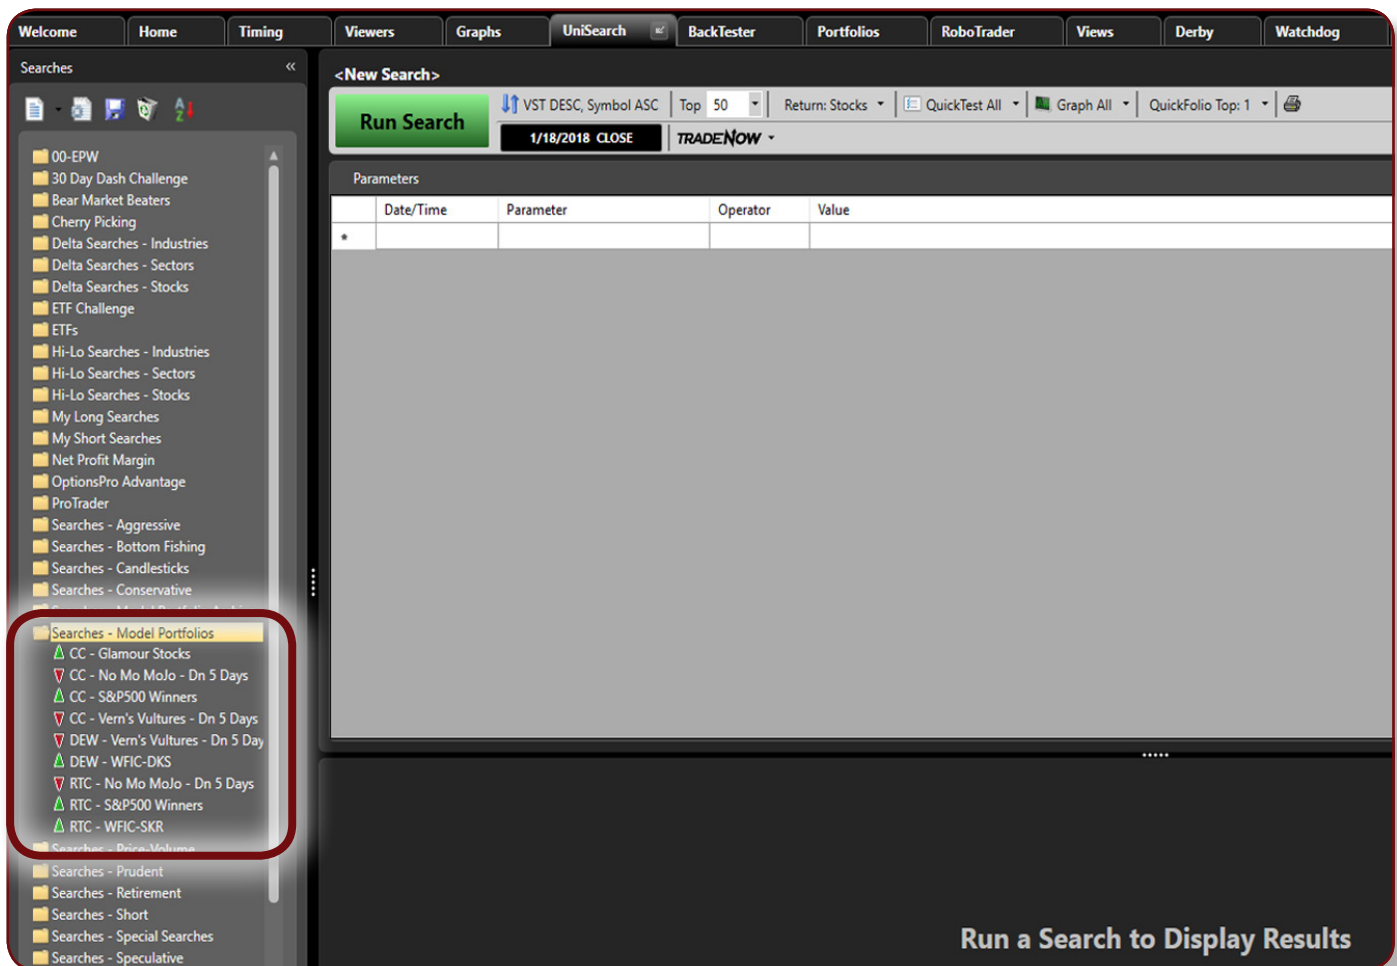 Welcome Home Timing Viewers Graphs UniSearch BackTester Portfolios RoboTrader Views Derby Watchdog
Searches «
<New Search>
Run Search
VST DESC, Symbol ASC Top 50 Return: Stocks QuickTest All Graph All QuickFolio Top: 1
1/18/2018 CLOSE TRADENOW
Parameters
Date/Time Parameter Operator Value
*
00-EPW
30 Day Dash Challenge
Bear Market Beaters
Cherry Picking
Delta Searches - Industries
Delta Searches - Sectors
Delta Searches - Stocks
ETF Challenge
ETFs
Hi-Lo Searches - Industries
Hi-Lo Searches - Sectors
Hi-Lo Searches - Stocks
My Long Searches
My Short Searches
Net Profit Margin
OptionsPro Advantage
ProTrader
Searches - Aggressive
Searches - Bottom Fishing
Searches - Candlesticks
Searches - Conservative
Searches - Model Portfolios
CC - Glamour Stocks
CC - No Mo MoJo - Dn 5 Days
CC - S&P500 Winners
CC - Vern's Vultures - Dn 5 Days
DEW - Vern's Vultures - Dn 5 Day
DEW - WFIC-DKS
RTC - No Mo MoJo - Dn 5 Days
RTC - S&P500 Winners
RTC - WFIC-SKR
Searches - Price-Volume
Searches - Prudent
Searches - Retirement
Searches - Short
Searches - Special Searches
Searches - Speculative
Run a Search to Display Results